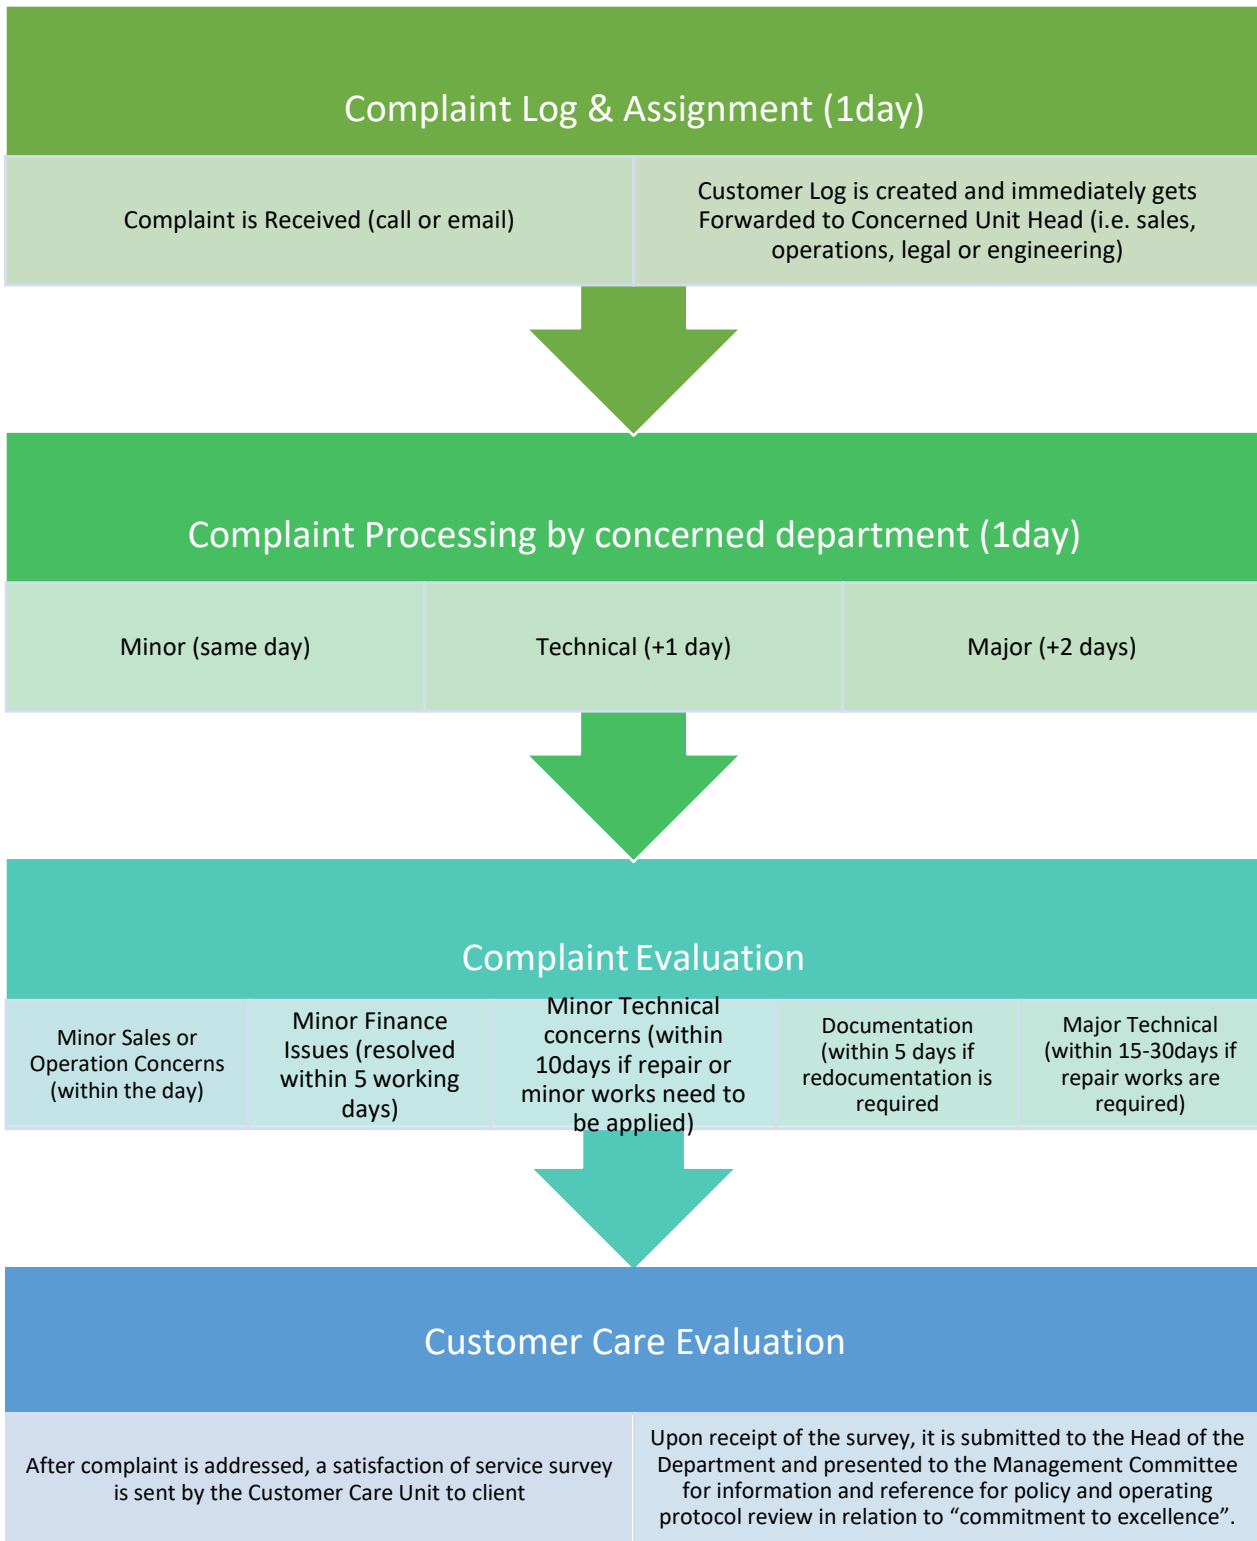 Complaint Log & Assignment (1day)
Complaint is Received (call or email)
Customer Log is created and immediately gets
Forwarded to Concerned Unit Head (i.e. sales,
operations, legal or engineering)
Complaint Processing by concerned department (1day)
Minor (same day)
Technical (+1 day)
Major (+2 days)
Complaint Evaluation
Minor Sales or
Operation Concerns
(within the day)
Minor Finance
Issues (resolved
within 5 working
days)
Minor Technical
concerns (within
10days if repair or
minor works need to
be applied)
Documentation
(within 5 days if
redocumentation is
required
Major Technical
(within 15-30days if
repair works are
required)
Customer Care Evaluation
After complaint is addressed, a satisfaction of service survey
is sent by the Customer Care Unit to client
Upon receipt of the survey, it is submitted to the Head of the
Department and presented to the Management Committee
for information and reference for policy and operating
protocol review in relation to “commitment to excellence”.